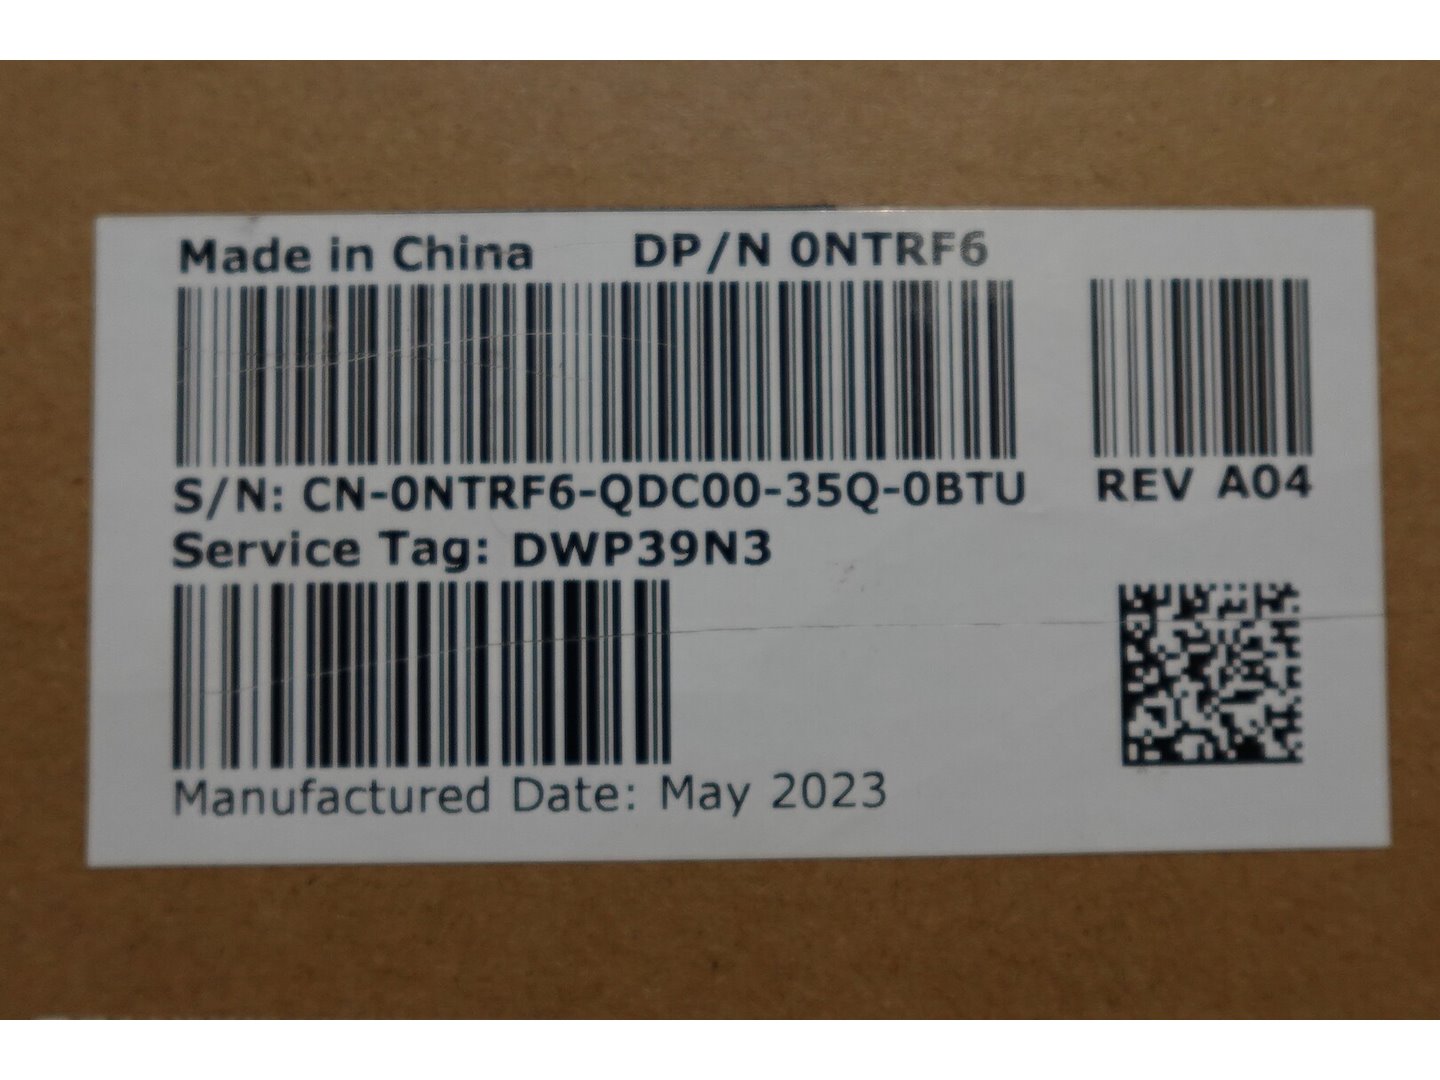 Made in China DP/N 0NTRF6
S/N: CN-0NTRF6-QDC00-35Q-0BTU REV A04
Service Tag: DWP39N3
Manufactured Date: May 2023